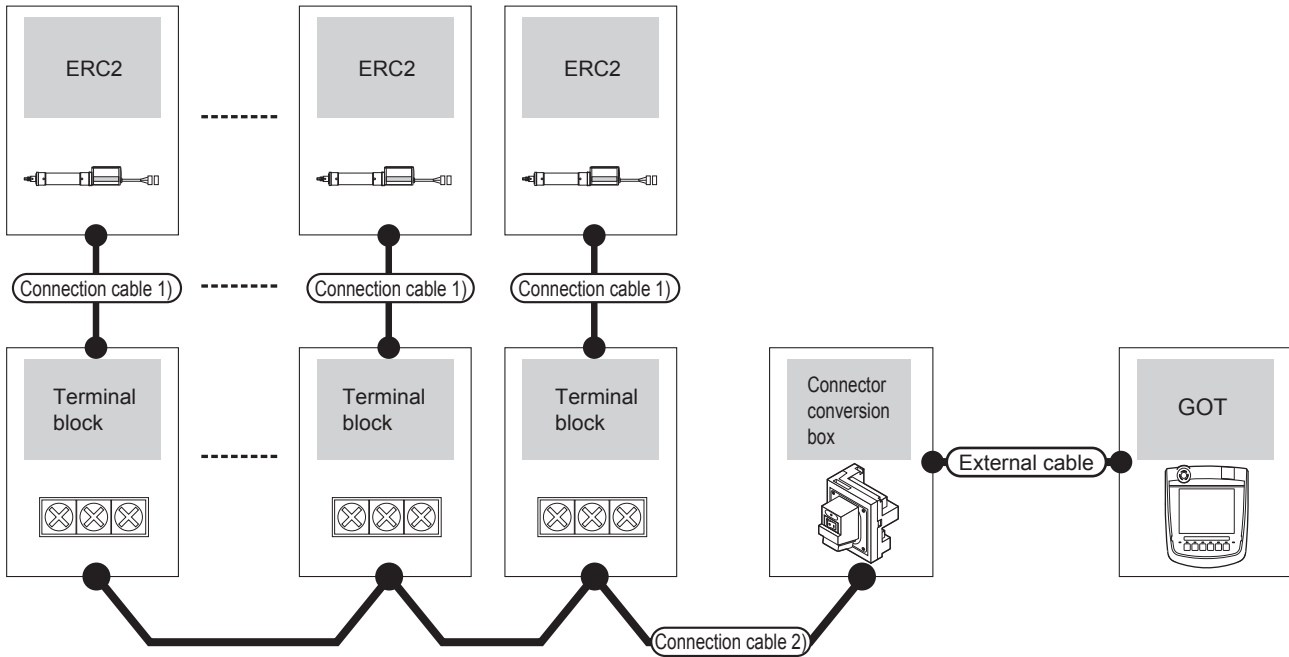 ERC2
ERC2
ERC2
Connection cable 1)
Connection cable 1)
Connection cable 1)
Terminal
block
Terminal
block
Terminal
block
Connector
conversion
box
GOT
External cable
Connection cable 2)